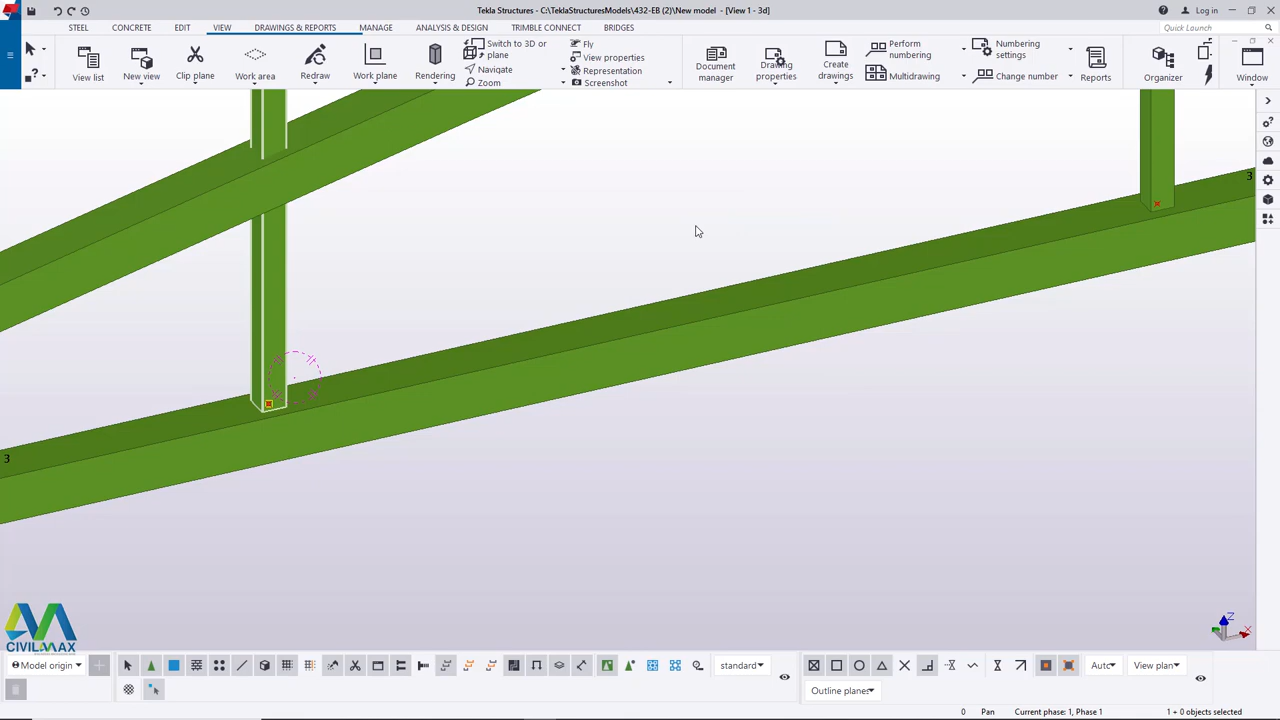 Tekla Structures - C:\TeklaStructuresModels\432-EB (2)\New model - [View 1 - 3d]
Log in
STEEL CONCRETE EDIT VIEW DRAWINGS & REPORTS MANAGE ANALYSIS & DESIGN TRIMBLE CONNECT BRIDGES
Quick Launch
View list
New view
Clip plane
Work area
Redraw
Work plane
Rendering
Switch to 3D or plane
Navigate
Zoom
Fly
View properties
Representation
Screenshot
Document manager
Drawing properties
Create drawings
Perform numbering
Multidrawing
Numbering settings
Change number
Reports
Organi
Window
3
3
Z
X
CIVILMAX
Model origin
standard
Auto
View plan
Outline planes
0 Pan Current phase: 1, Phase 1 1 + 0 objects selected